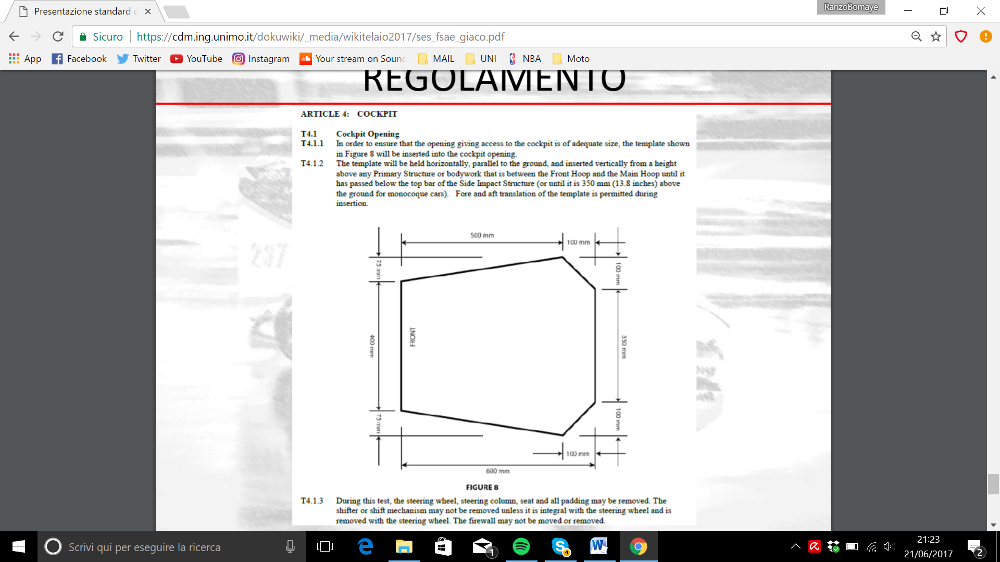 Presentazione standard
RanzoBomaye
Sicuro https://cdm.ing.unimo.it/dokuwiki/_media/wikitelaio2017/ses_fsae_giaco.pdf
App Facebook Twitter YouTube Instagram Your stream on Sound MAIL UNI NBA Moto
REGOLAMENTO
ARTICLE 4: COCKPIT
T4.1 Cockpit Opening
T4.1.1 In order to ensure that the opening giving access to the cockpit is of adequate size, the template shown
in Figure 8 will be inserted into the cockpit opening.
T4.1.2 The template will be held horizontally, parallel to the ground, and inserted vertically from a height
above any Primary Structure or bodywork that is between the Front Hoop and the Main Hoop until it
has passed below the top bar of the Side Impact Structure (or until it is 350 mm (13.8 inches) above
the ground for monocoque cars). Fore and aft translation of the template is permitted during
insertion.
500 mm
100 mm
75 mm
100 mm
400 mm
FRONT
350 mm
75 mm
100 mm
100 mm
600 mm
FIGURE 8
T4.1.3 During this test, the steering wheel, steering column, seat and all padding may be removed. The
shifter or shift mechanism may not be removed unless it is integral with the steering wheel and is
removed with the steering wheel. The firewall may not be moved or removed.
Scrivi qui per eseguire la ricerca
1
4
21:23
21/06/2017
2